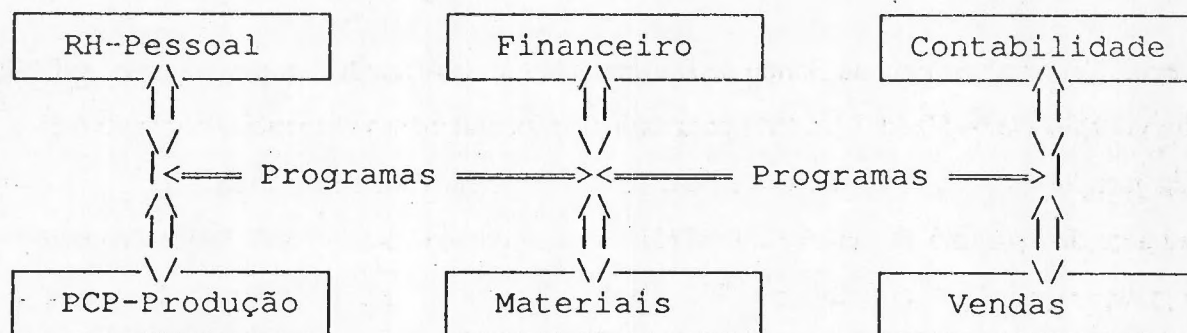 RH-Pessoal Financeiro Contabilidade
Programas Programas
PCP-Produção Materiais Vendas